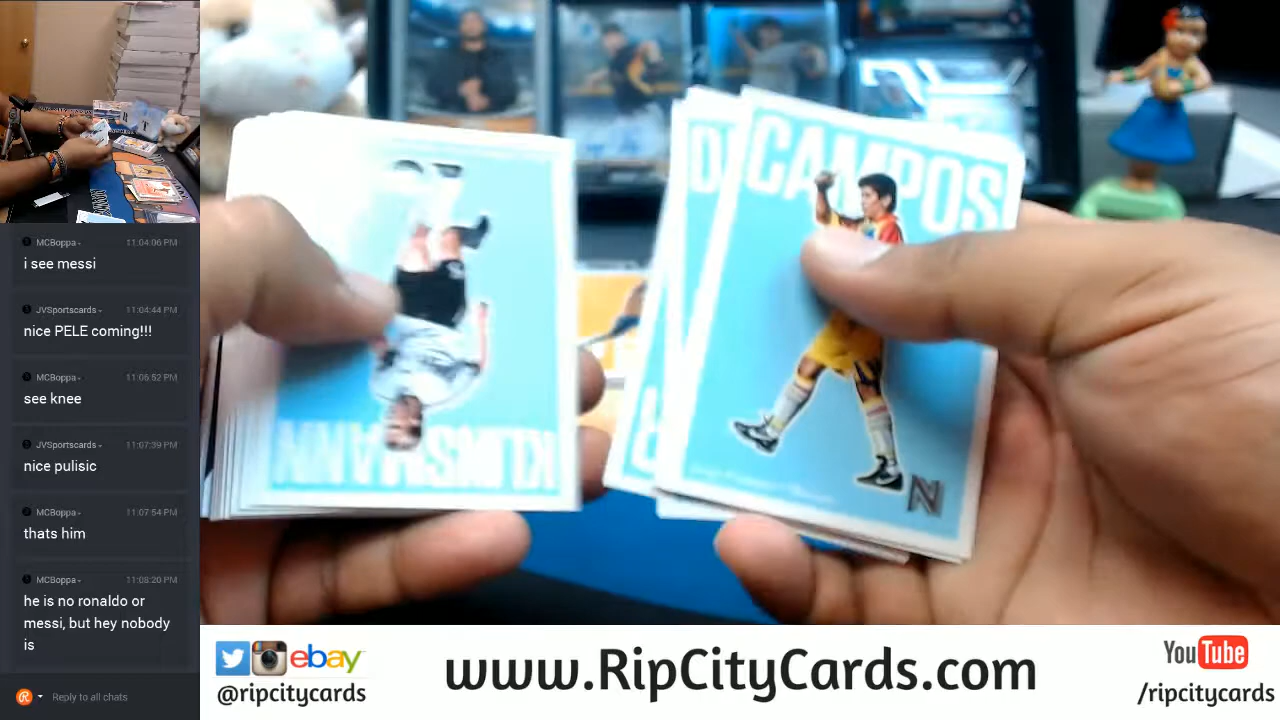 MCBoppa
11:04:06 PM
i see messi
JVSportscards
11:04:44 PM
nice PELE coming!!!
MCBoppa
11:06:52 PM
see knee
JVSportscards
11:07:39 PM
nice pulisic
MCBoppa
11:07:54 PM
thats him
MCBoppa
11:08:20 PM
he is no ronaldo or
messi, but hey nobody
is
Reply to all chats
KLINSMANN
CAMPOS
N
ebay
@ripcitycards
www.RipCityCards.com
YouTube
/ripcitycards